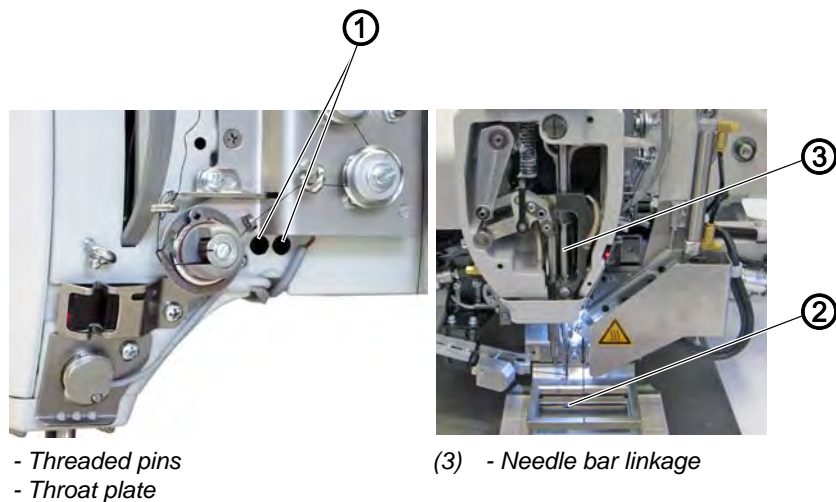 1
3
2
- Threaded pins
- Throat plate
(3) - Needle bar linkage